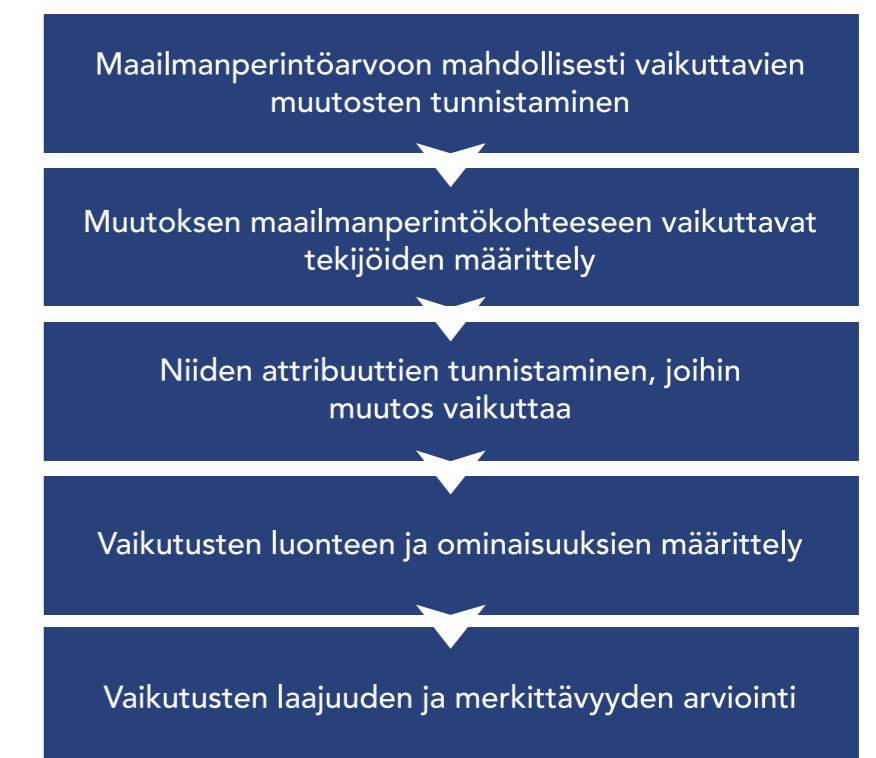 Maailmanperintöarvoon mahdollisesti vaikuttavien
muutosten tunnistaminen
Muutoksen maailmanperintökohteeseen vaikuttavat
tekijöiden määrittely
Niiden attribuuttien tunnistaminen, joihin
muutos vaikuttaa
Vaikutusten luonteen ja ominaisuuksien määrittely
Vaikutusten laajuuden ja merkittävyyden arviointi